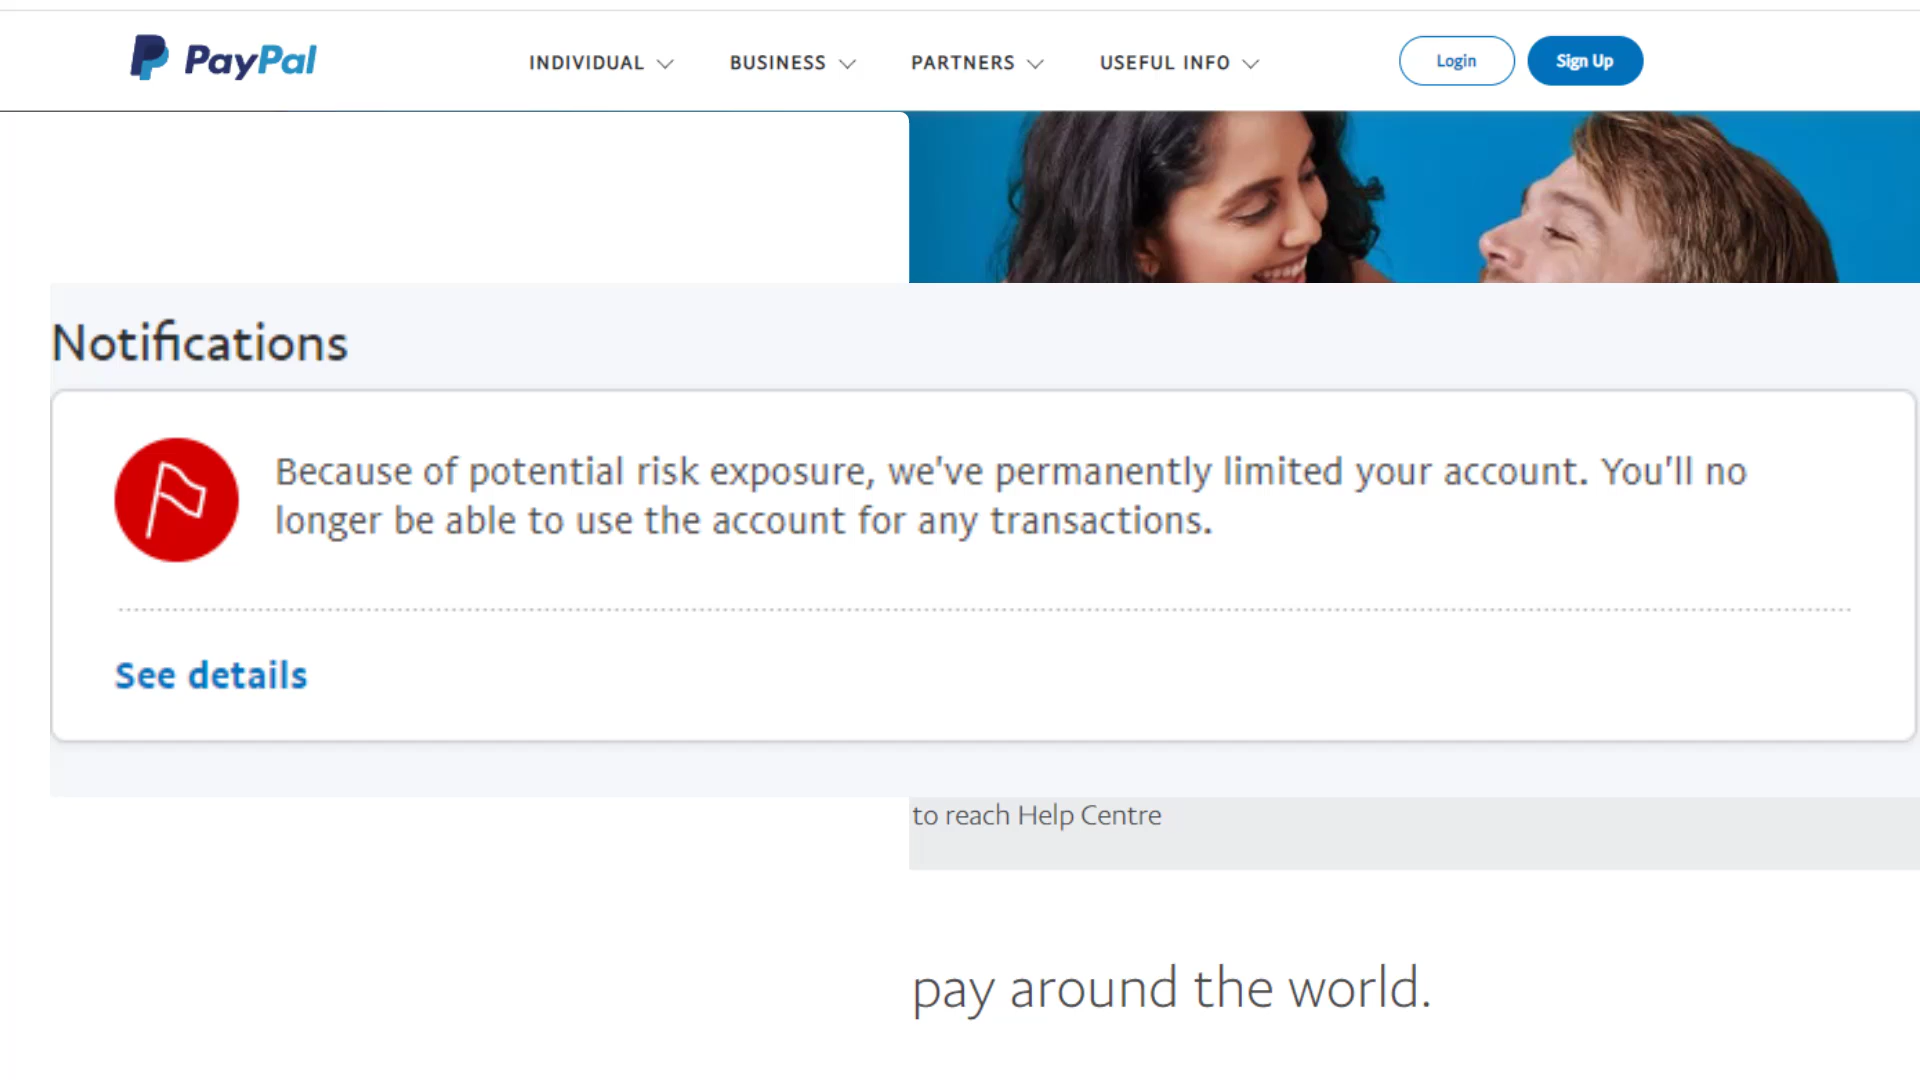 PayPal
INDIVIDUAL
BUSINESS
PARTNERS
USEFUL INFO
Login
Sign Up
Notifications
Because of potential risk exposure, we've permanently limited your account. You'll no
longer be able to use the account for any transactions.
See details
to reach Help Centre
pay around the world.